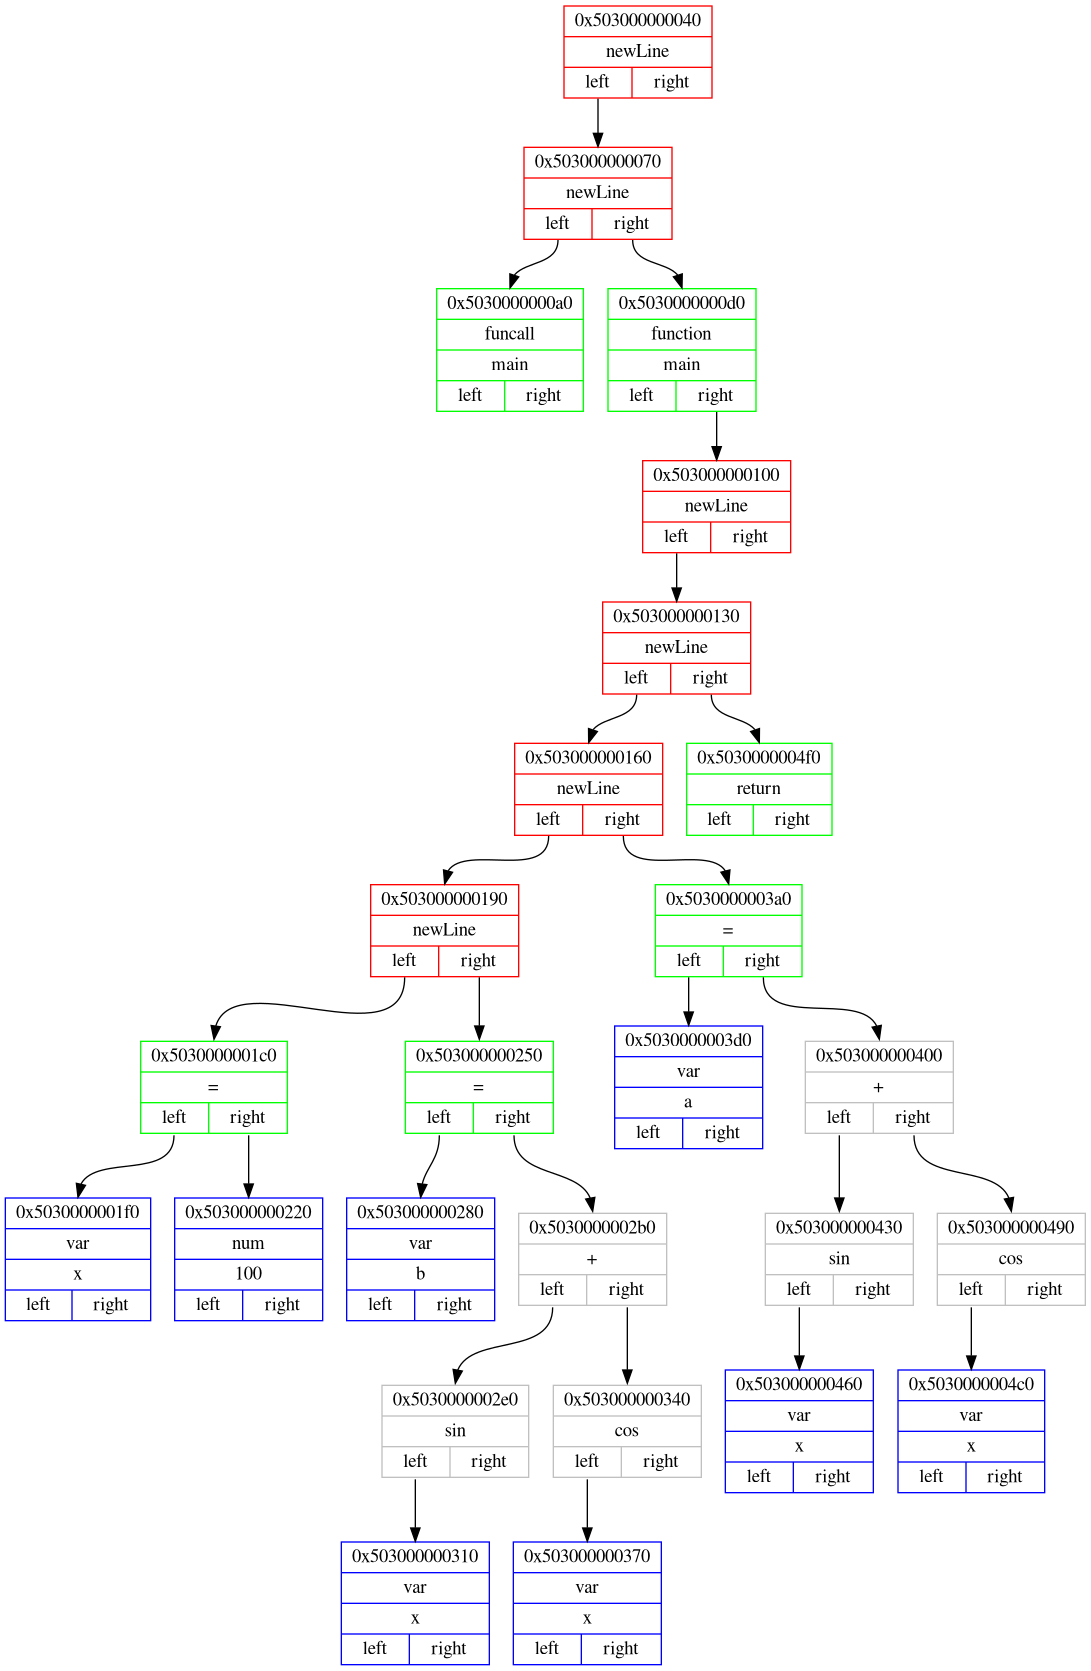 0x503000000040
newLine
left right
0x503000000070
newLine
left right
0x5030000000a0
funcall
main
left right
0x5030000000d0
function
main
left right
0x503000000100
newLine
left right
0x503000000130
newLine
left right
0x503000000160
newLine
left right
0x5030000004f0
return
left right
0x503000000190
newLine
left right
0x5030000003a0
=
left right
0x5030000001c0
=
left right
0x503000000250
=
left right
0x5030000003d0
var
a
left right
0x503000000400
+
left right
0x5030000001f0
var
x
left right
0x503000000220
num
100
left right
0x503000000280
var
b
left right
0x5030000002b0
+
left right
0x503000000430
sin
left right
0x503000000490
cos
left right
0x5030000002e0
sin
left right
0x503000000340
cos
left right
0x503000000460
var
x
left right
0x5030000004c0
var
x
left right
0x503000000310
var
x
left right
0x503000000370
var
x
left right